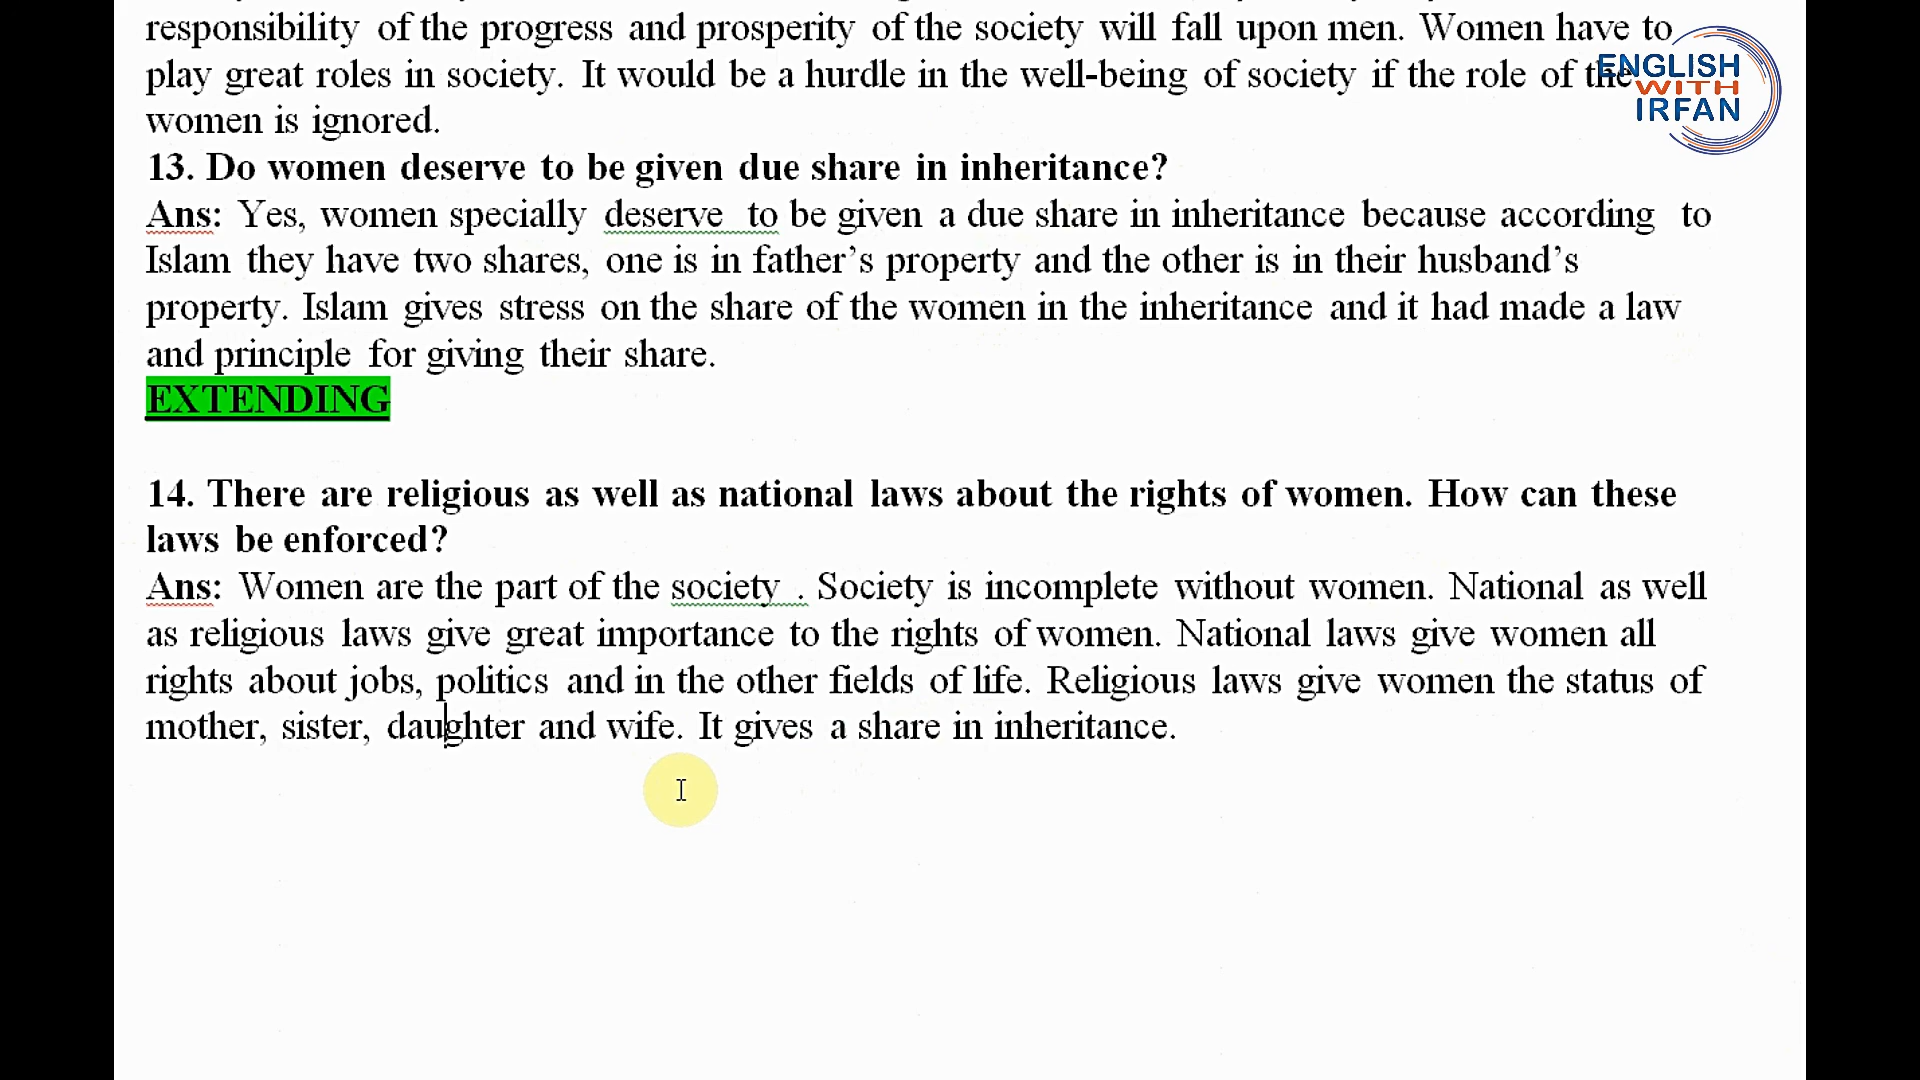 responsibility of the progress and prosperity of the society will fall upon men. Women have to
play great roles in society. It would be a hurdle in the well-being of society if the role of the
women is ignored.
ENGLISH
WITH
IRFAN
13. Do women deserve to be given due share in inheritance?
Ans: Yes, women specially deserve to be given a due share in inheritance because according to
Islam they have two shares, one is in father’s property and the other is in their husband’s
property. Islam gives stress on the share of the women in the inheritance and it had made a law
and principle for giving their share.
EXTENDING
14. There are religious as well as national laws about the rights of women. How can these
laws be enforced?
Ans: Women are the part of the society . Society is incomplete without women. National as well
as religious laws give great importance to the rights of women. National laws give women all
rights about jobs, politics and in the other fields of life. Religious laws give women the status of
mother, sister, daughter and wife. It gives a share in inheritance.